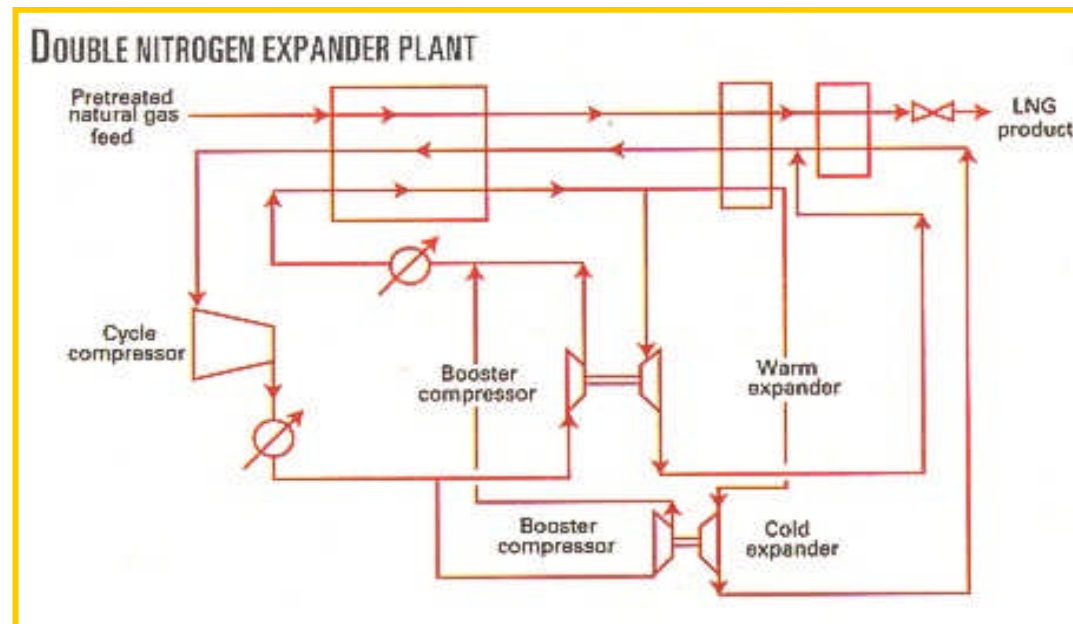 DOUBLE NITROGEN EXPANDER PLANT
Pretreated
natural gas
feed
LNG
product
Cycle
compressor
Booster
compressor
Warm
expander
Booster
compressor
Cold
expander